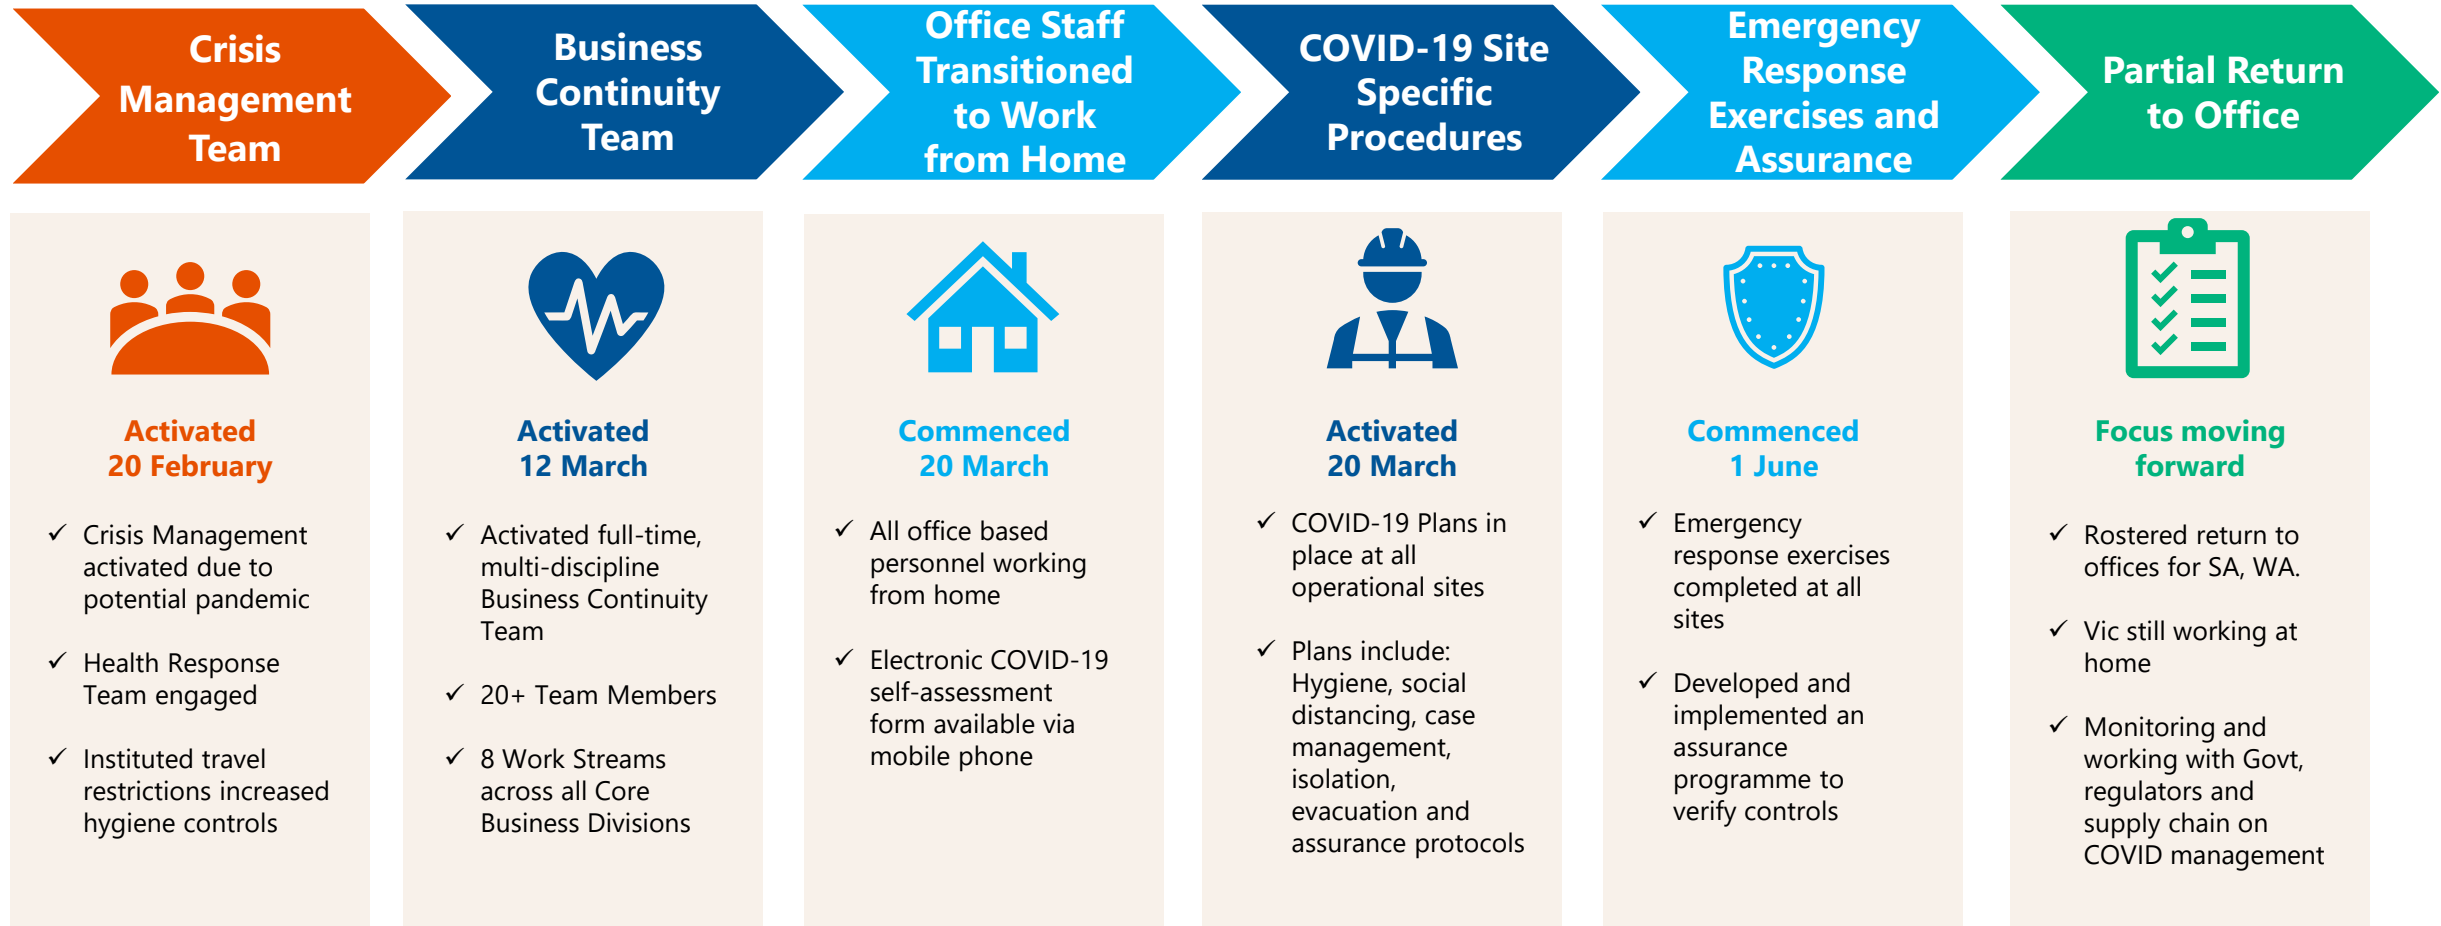 Crisis
Management
Team
Business
Continuity
Team
Office Staff
Transitioned
to Work
from Home
COVID-19 Site
Specific
Procedures
Emergency
Response
Exercises and
Assurance
Partial Return
to Office
Activated
20 February
✓ Crisis Management
activated due to
potential pandemic
✓ Health Response
Team engaged
✓ Instituted travel
restrictions increased
hygiene controls
Activated
12 March
✓ Activated full-time,
multi-discipline
Business Continuity
Team
✓ 20+ Team Members
✓ 8 Work Streams
across all Core
Business Divisions
Commenced
20 March
✓ All office based
personnel working
from home
✓ Electronic COVID-19
self-assessment
form available via
mobile phone
Activated
20 March
✓ COVID-19 Plans in
place at all
operational sites
✓ Plans include:
Hygiene, social
distancing, case
management,
isolation,
evacuation and
assurance protocols
Commenced
1 June
✓ Emergency
response exercises
completed at all
sites
✓ Developed and
implemented an
assurance
programme to
verify controls
Focus moving
forward
✓ Rostered return to
offices for SA, WA.
✓ Vic still working at
home
✓ Monitoring and
working with Govt,
regulators and
supply chain on
COVID management